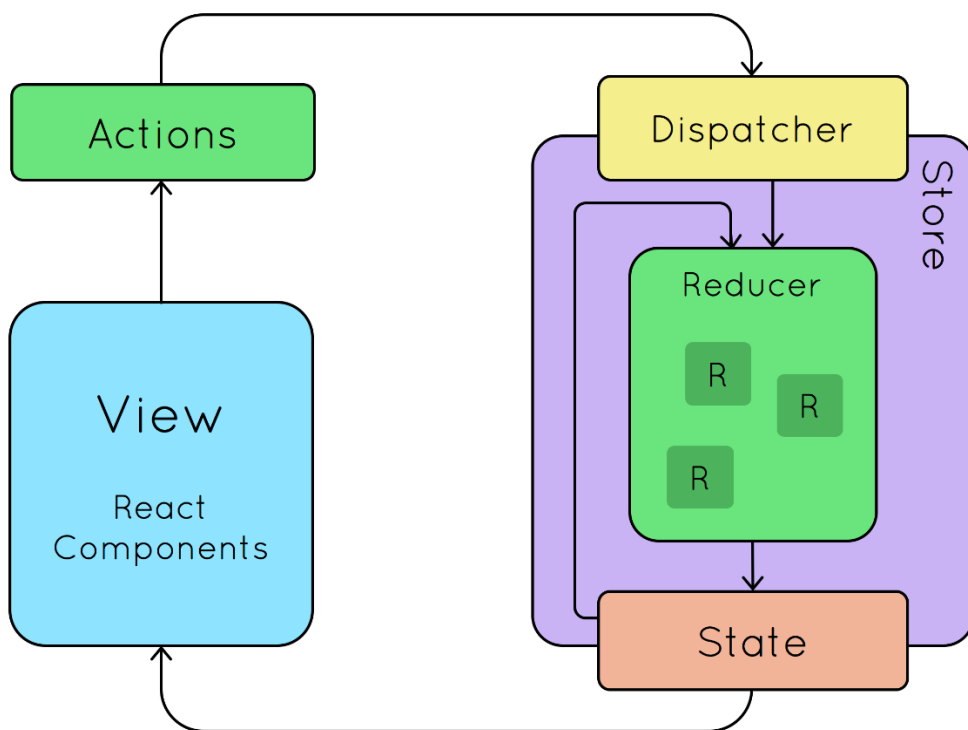 Actions
Dispatcher
Store
Reducer
R
R
R
View
React
Components
State